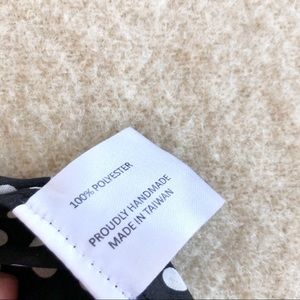 100% POLYESTER
PROUDLY HANDMADE
MADE IN TAIWAN